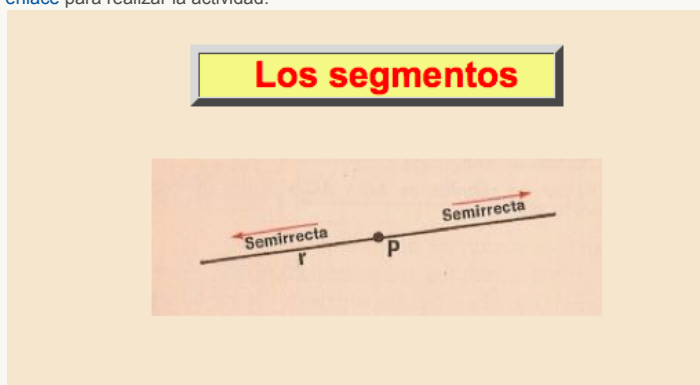 enlace para realizar la actividad.
Los segmentos
Semirrecta
Semirrecta
r
P